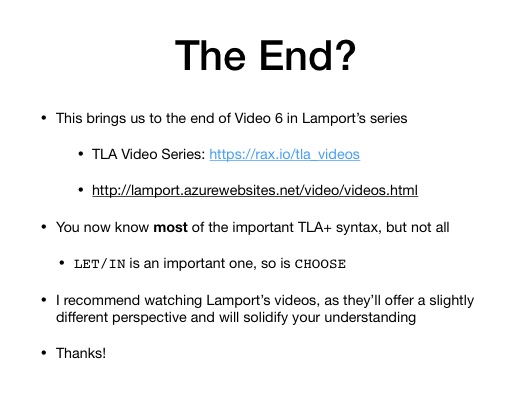 The End?
• This brings us to the end of Video 6 in Lamport's series
• TLA Video Series: https://rax.io/tla_videos
• http://lamport.azurewebsites.net/video/videos.html
• You now know most of the important TLA+ syntax, but not all
• LET/IN is an important one, so is CHOOSE
• I recommend watching Lamport's videos, as they'll offer a slightly
different perspective and will solidify your understanding
• Thanks!